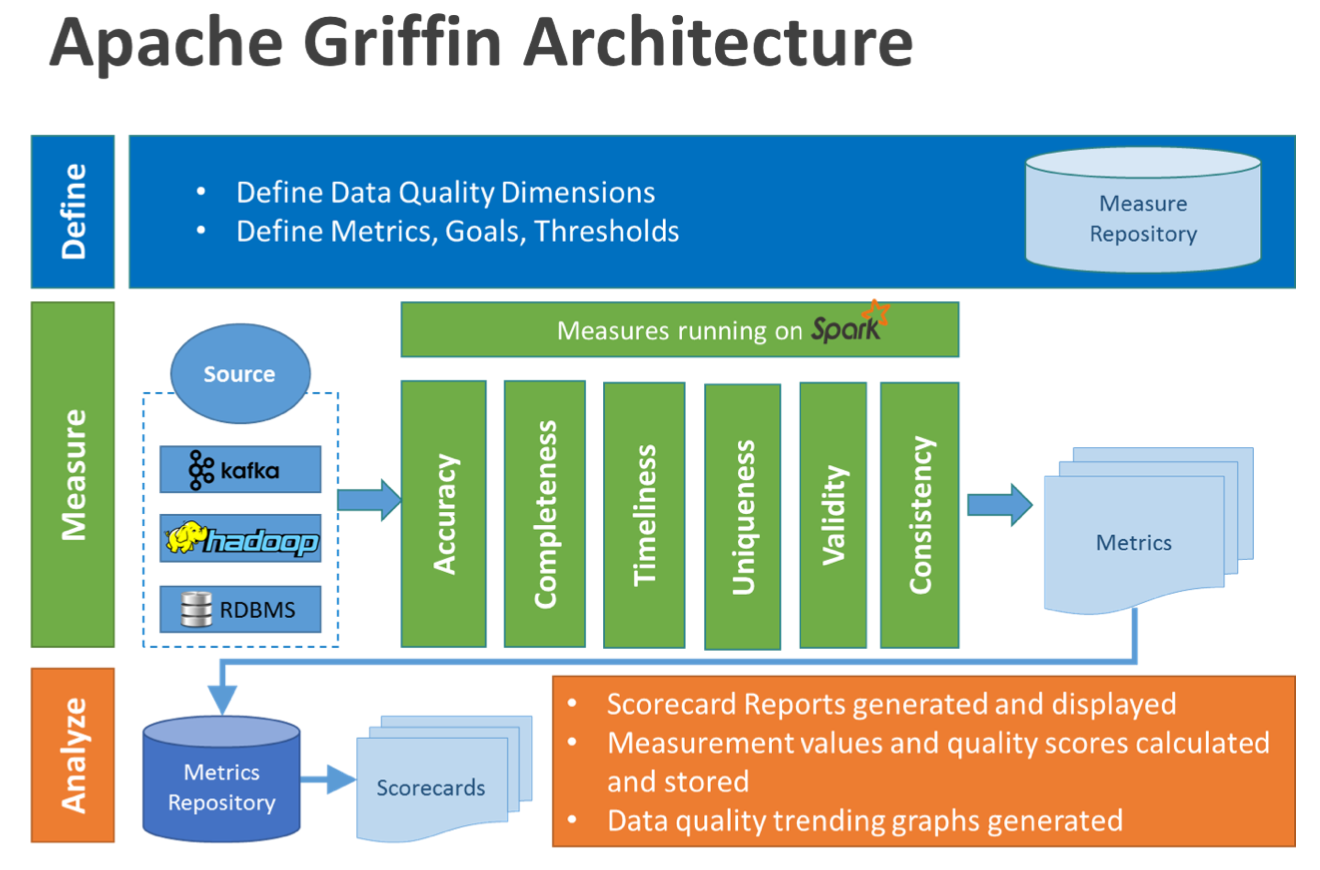 Apache Griffin Architecture
Define
• Define Data Quality Dimensions
• Define Metrics, Goals, Thresholds
Measure
Repository
Measure
Source
kafka
hadoop
RDBMS
Measures running on Spark
Accuracy
Completeness
Timeliness
Uniqueness
Validity
Consistency
Metrics
Analyze
Metrics
Repository
Scorecards
• Scorecard Reports generated and displayed
• Measurement values and quality scores calculated
and stored
• Data quality trending graphs generated